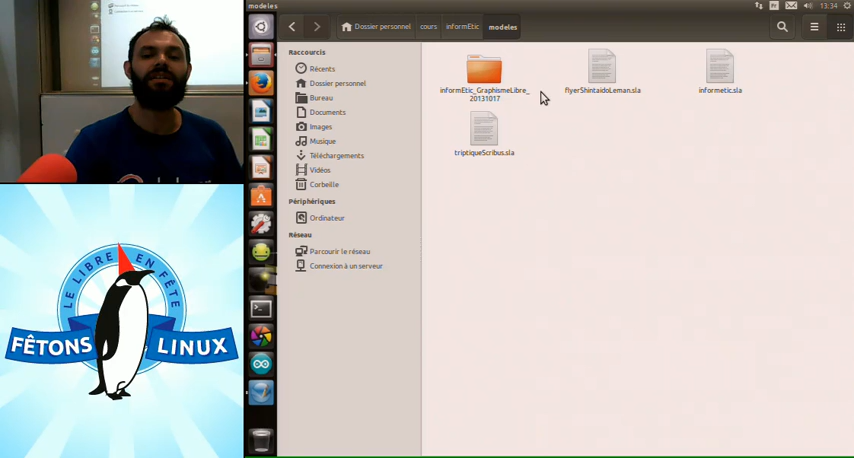 modeles
Fr
13:34
Dossier personnel
cours
informEtic
modeles
Raccourcis
Récents
Dossier personnel
Bureau
Documents
Images
Musique
Téléchargements
Vidéos
Corbeille
Périphériques
Ordinateur
Réseau
Parcourir le réseau
Connexion à un serveur
informEtic_GraphismeLibre_
20131017
flyerShintaidoLeman.sla
informetic.sla
triptiqueScribus.sla
LE LIBRE EN FÊTE
FÊTONS LINUX